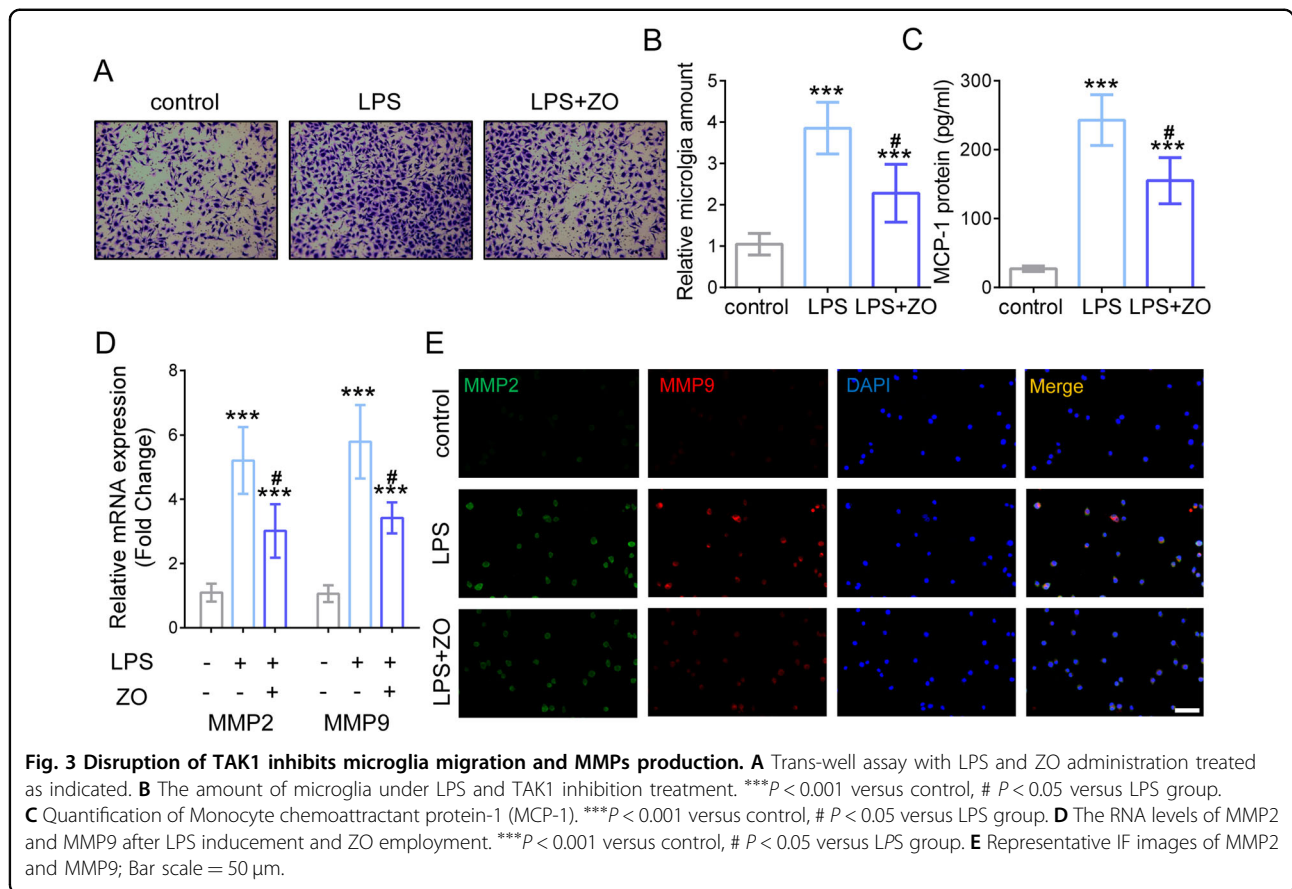 A
control
LPS
LPS+ZO
B
Relative microlgia amount
5
4
3
2
1
0
***
#
***
control
LPS
LPS+ZO
C
MCP-1 protein (pg/ml)
300
200
100
0
***
#
***
control
LPS
LPS+ZO
D
Relative mRNA expression
(Fold Change)
8
6
4
2
0
***
#
***
***
#
***
LPS - + + - + +
ZO - - + - - +
MMP2 MMP9
E
MMP2 MMP9 DAPI Merge
control
LPS
LPS+ZO
Fig. 3 Disruption of TAK1 inhibits microglia migration and MMPs production. A Trans-well assay with LPS and ZO administration treated
as indicated. B The amount of microglia under LPS and TAK1 inhibition treatment. ***P < 0.001 versus control, # P < 0.05 versus LPS group.
C Quantification of Monocyte chemoattractant protein-1 (MCP-1). ***P < 0.001 versus control, # P < 0.05 versus LPS group. D The RNA levels of MMP2
and MMP9 after LPS inducement and ZO employment. ***P < 0.001 versus control, # P < 0.05 versus LPS group. E Representative IF images of MMP2
and MMP9; Bar scale = 50 μm.